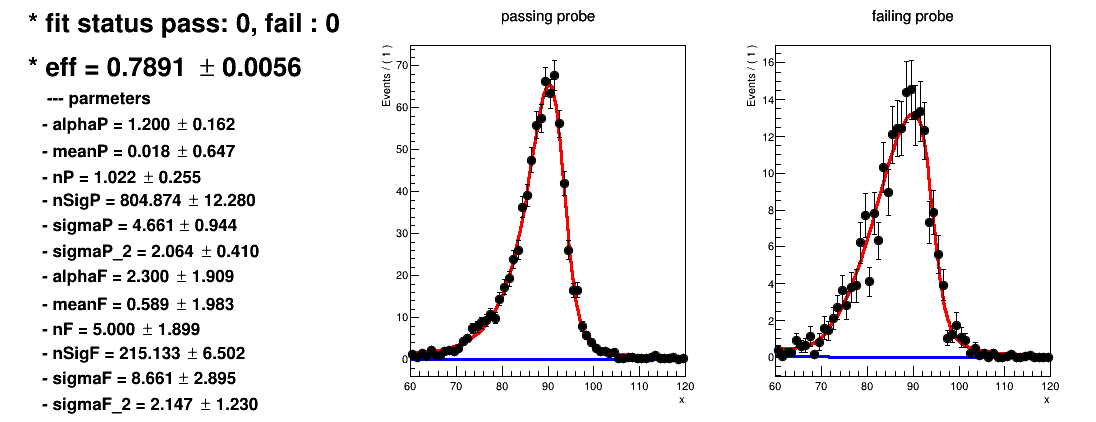 * fit status pass: 0, fail : 0
* eff = 0.7891 ± 0.0056
--- parmeters
- alphaP = 1.200 ± 0.162
- meanP = 0.018 ± 0.647
- nP = 1.022 ± 0.255
- nSigP = 804.874 ± 12.280
- sigmaP = 4.661 ± 0.944
- sigmaP_2 = 2.064 ± 0.410
- alphaF = 2.300 ± 1.909
- meanF = 0.589 ± 1.983
- nF = 5.000 ± 1.899
- nSigF = 215.133 ± 6.502
- sigmaF = 8.661 ± 2.895
- sigmaF_2 = 2.147 ± 1.230
passing probe
Events / ( 1 )
70
60
50
40
30
20
10
0
60 70 80 90 100 110 120
x
failing probe
Events / ( 1 )
16
14
12
10
8
6
4
2
0
60 70 80 90 100 110 120
x